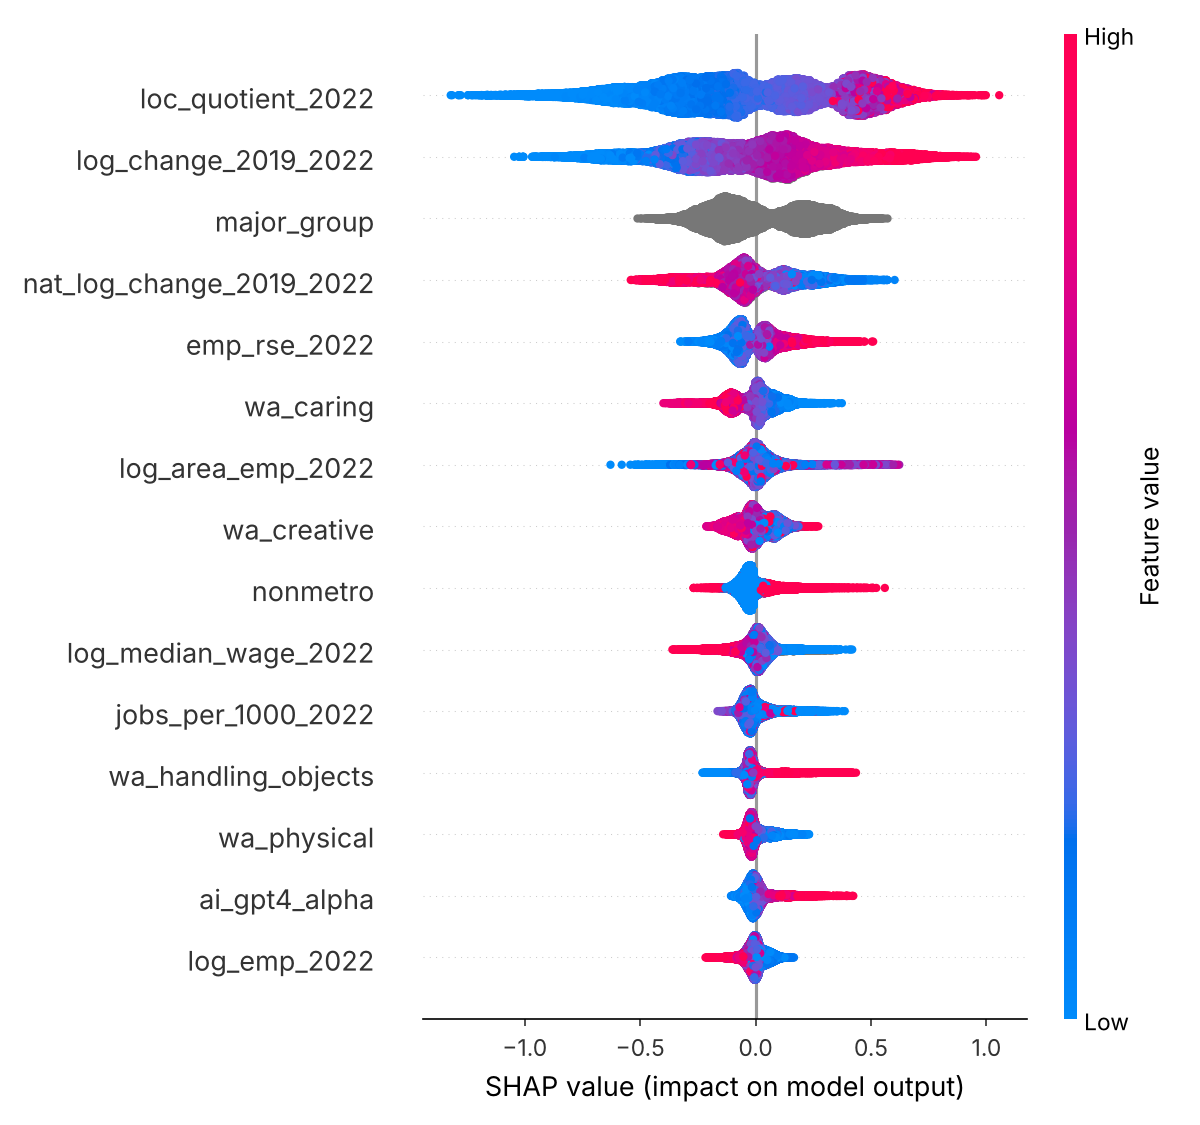 High
loc_quotient_2022
log_change_2019_2022
major_group
nat_log_change_2019_2022
emp_rse_2022
wa_caring
log_area_emp_2022
wa_creative
nonmetro
log_median_wage_2022
jobs_per_1000_2022
wa_handling_objects
wa_physical
ai_gpt4_alpha
log_emp_2022
Feature value
Low
−1.0 −0.5 0.0 0.5 1.0
SHAP value (impact on model output)